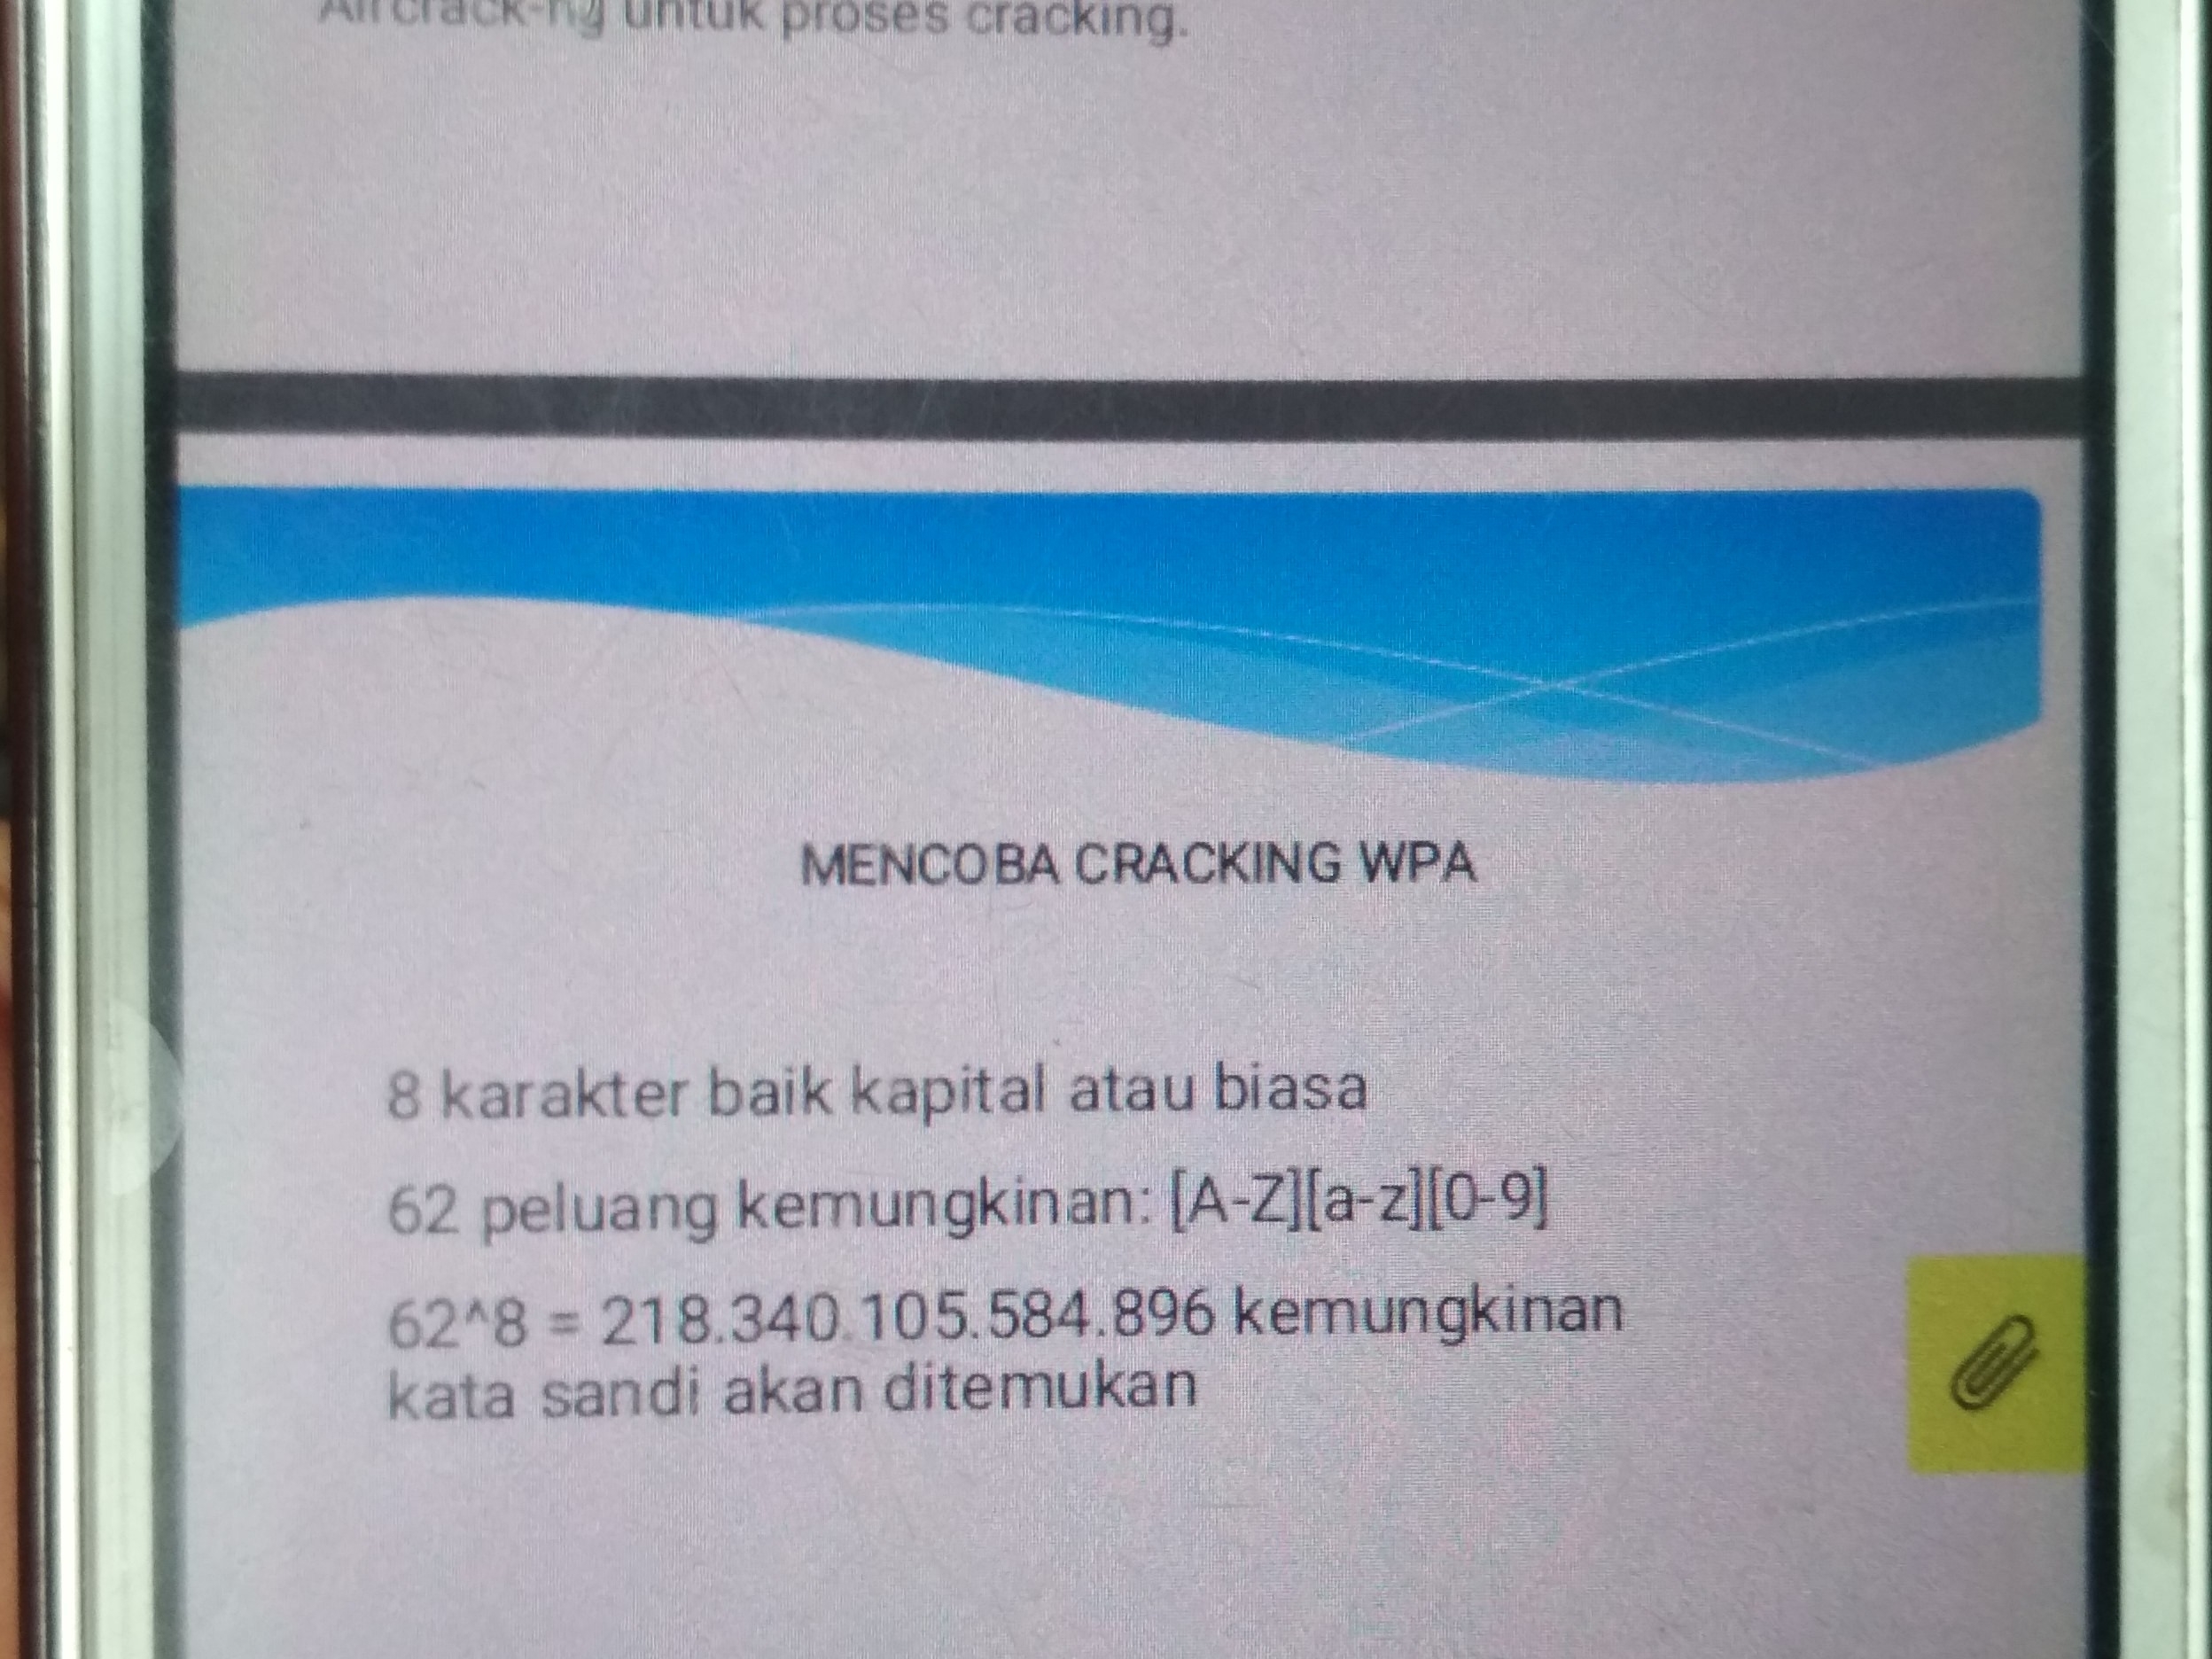 Aircrack-ng untuk proses cracking.
MENCOBA CRACKING WPA
8 karakter baik kapital atau biasa
62 peluang kemungkinan: [A-Z][a-z][0-9]
62^8 = 218.340.105.584.896 kemungkinan
kata sandi akan ditemukan